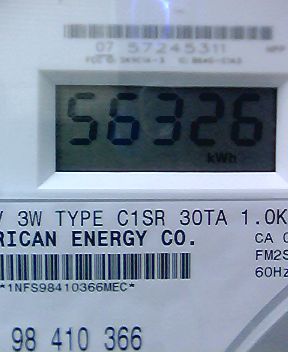 07 57245311
56326
kWh
V 3W TYPE C1SR 30TA 1.0K
RICAN ENERGY CO.
CA 0
FM2S
60Hz
*1NFS98410366MEC*
98 410 366